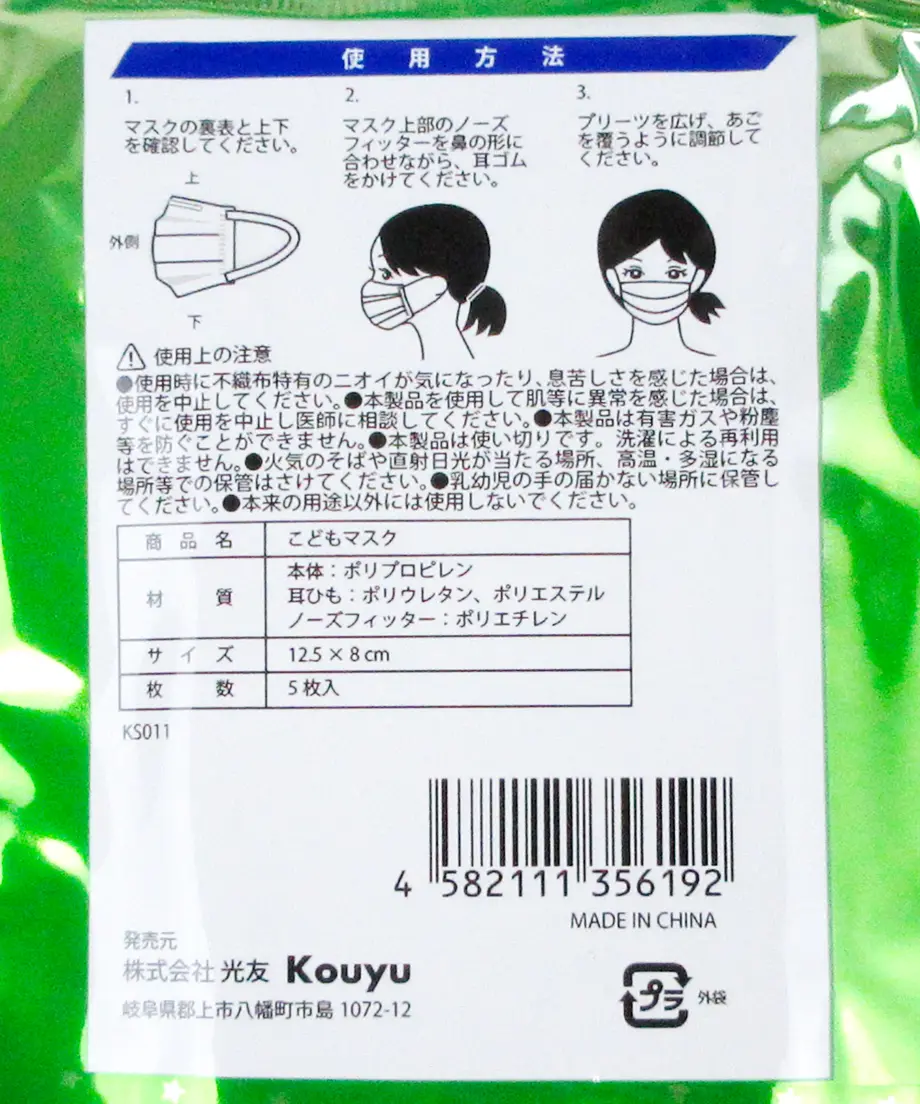 使用方法
1.
マスクの裏表と上下
を確認してください。
上
外側
下
2.
マスク上部のノーズ
フィッターを鼻の形に
合わせながら、耳ゴム
をかけてください。
3.
プリーツを広げ、あご
を覆うように調節して
ください。
使用上の注意
●使用時に不織布特有のニオイが気になったり、息苦しさを感じた場合は、
使用を中止してください。●本製品を使用して肌等に異常を感じた場合は、
すぐに使用を中止し医師に相談してください。●本製品は有害ガスや粉塵
等を防ぐことができません。●本製品は使い切りです。洗濯による再利用
はできません。●火気のそばや直射日光が当たる場所、高温・多湿になる
場所等での保管はさけてください。●乳幼児の手の届かない場所に保管し
てください。●本来の用途以外には使用しないでください。
商品名 こどもマスク
材質 本体：ポリプロピレン
耳ひも：ポリウレタン、ポリエステル
ノーズフィッター：ポリエチレン
サイズ 12.5 × 8 cm
枚数 5 枚入
KS011
4 582111 356192
MADE IN CHINA
発売元
株式会社 光友 Kouyu
岐阜県郡上市八幡町市島 1072-12
プラ 外袋